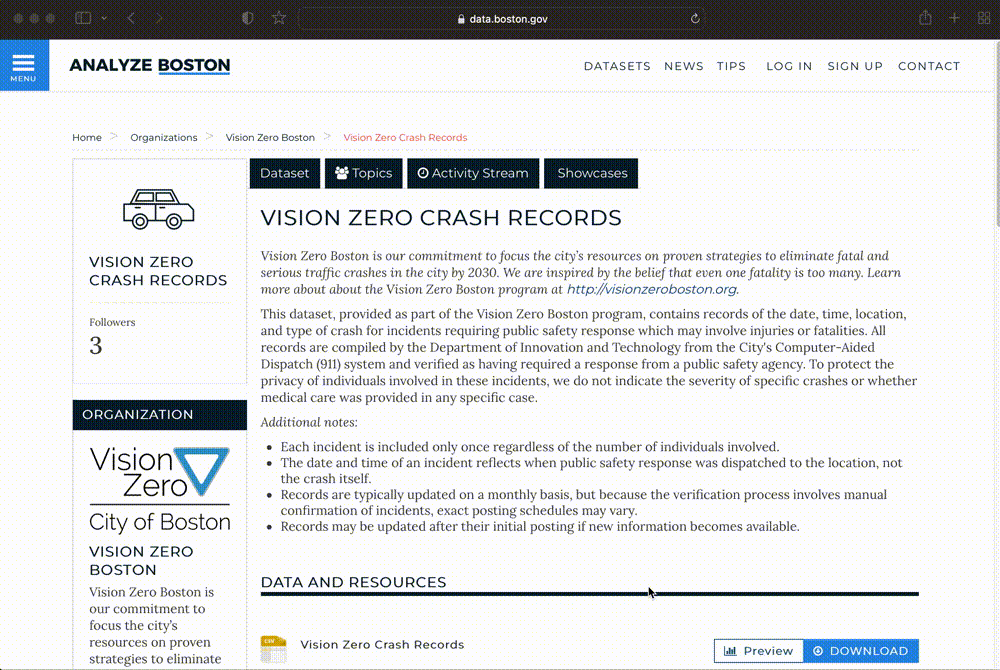 data.boston.gov
MENU
ANALYZE BOSTON
DATASETS NEWS TIPS LOG IN SIGN UP CONTACT
Home > Organizations > Vision Zero Boston > Vision Zero Crash Records
VISION ZERO
CRASH RECORDS
Followers
3
ORGANIZATION
Vision
Zero
City of Boston
VISION ZERO
BOSTON
Vision Zero Boston is
our commitment to
focus the city's
resources on proven
strategies to eliminate
Dataset Topics Activity Stream Showcases
VISION ZERO CRASH RECORDS
Vision Zero Boston is our commitment to focus the city's resources on proven strategies to eliminate fatal and
serious traffic crashes in the city by 2030. We are inspired by the belief that even one fatality is too many. Learn
more about about the Vision Zero Boston program at http://visionzeroboston.org.
This dataset, provided as part of the Vision Zero Boston program, contains records of the date, time, location,
and type of crash for incidents requiring public safety response which may involve injuries or fatalities. All
records are compiled by the Department of Innovation and Technology from the City's Computer-Aided
Dispatch (911) system and verified as having required a response from a public safety agency. To protect the
privacy of individuals involved in these incidents, we do not indicate the severity of specific crashes or whether
medical care was provided in any specific case.
Additional notes:
• Each incident is included only once regardless of the number of individuals involved.
• The date and time of an incident reflects when public safety response was dispatched to the location, not
the crash itself.
• Records are typically updated on a monthly basis, but because the verification process involves manual
confirmation of incidents, exact posting schedules may vary.
• Records may be updated after their initial posting if new information becomes available.
DATA AND RESOURCES
CSV
Vision Zero Crash Records
Preview DOWNLOAD